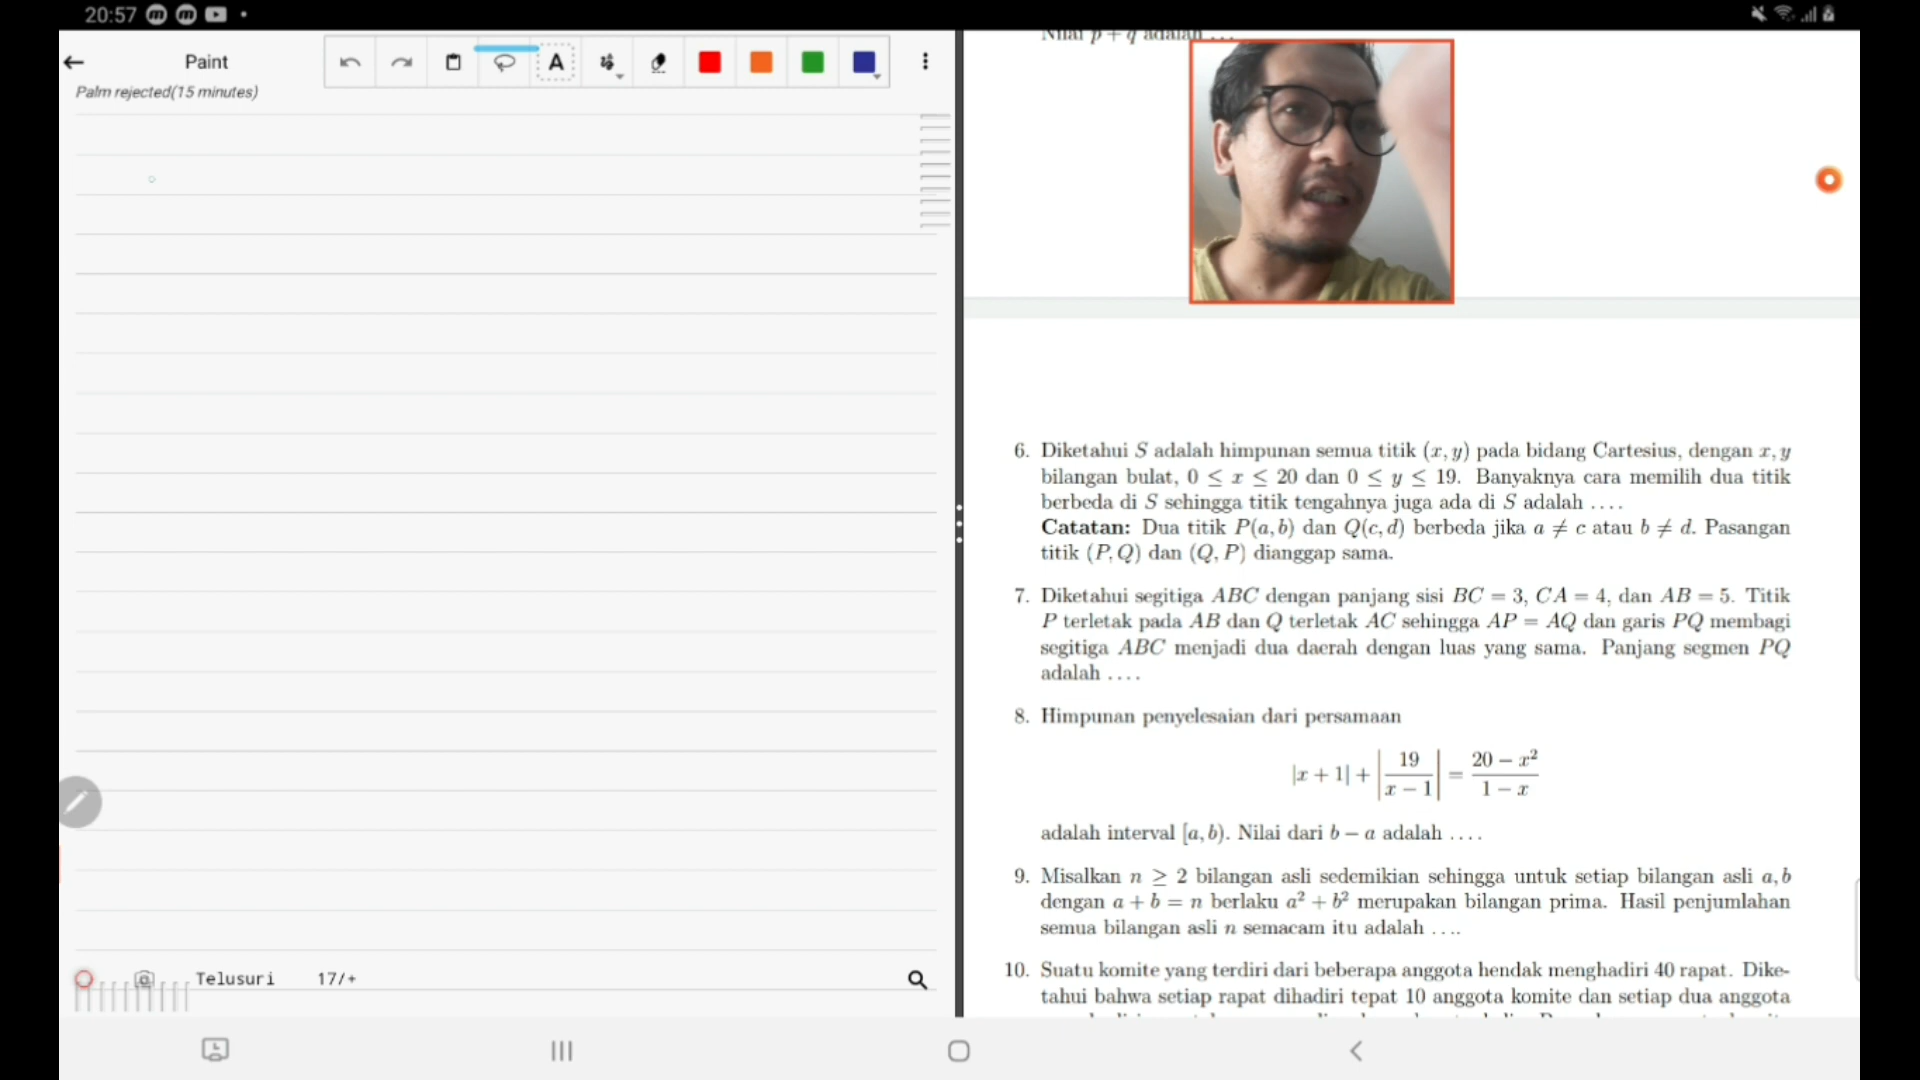 20:57
Paint
A
Palm rejected(15 minutes)
Nilai p + q adalah ...
6. Diketahui S adalah himpunan semua titik (x, y) pada bidang Cartesius, dengan x, y
bilangan bulat, 0 ≤ x ≤ 20 dan 0 ≤ y ≤ 19. Banyaknya cara memilih dua titik
berbeda di S sehingga titik tengahnya juga ada di S adalah ....
Catatan: Dua titik P(a, b) dan Q(c, d) berbeda jika a ≠ c atau b ≠ d. Pasangan
titik (P, Q) dan (Q, P) dianggap sama.
7. Diketahui segitiga ABC dengan panjang sisi BC = 3, CA = 4, dan AB = 5. Titik
P terletak pada AB dan Q terletak AC sehingga AP = AQ dan garis PQ membagi
segitiga ABC menjadi dua daerah dengan luas yang sama. Panjang segmen PQ
adalah ....
8. Himpunan penyelesaian dari persamaan
|x + 1| + |19/(x − 1)| = (20 − x²)/(1 − x)
adalah interval [a, b). Nilai dari b − a adalah ....
9. Misalkan n ≥ 2 bilangan asli sedemikian sehingga untuk setiap bilangan asli a, b
dengan a + b = n berlaku a² + b² merupakan bilangan prima. Hasil penjumlahan
semua bilangan asli n semacam itu adalah ....
10. Suatu komite yang terdiri dari beberapa anggota hendak menghadiri 40 rapat. Dike-
tahui bahwa setiap rapat dihadiri tepat 10 anggota komite dan setiap dua anggota
Telusuri 17/+